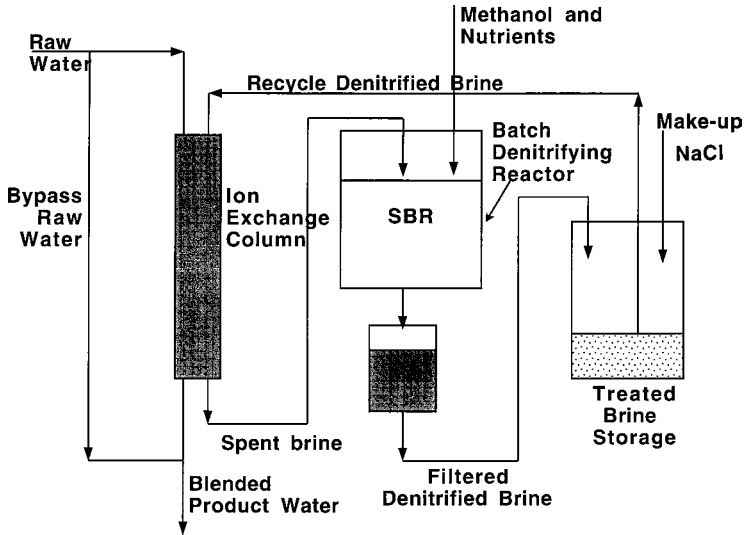 Raw
Water
Methanol and
Nutrients
Recycle Denitrified Brine
Batch
Denitrifying
Reactor
Make-up
NaCl
Bypass
Raw
Water
Ion
Exchange
Column
SBR
Treated
Brine
Storage
Spent brine
Filtered
Denitrified Brine
Blended
Product Water